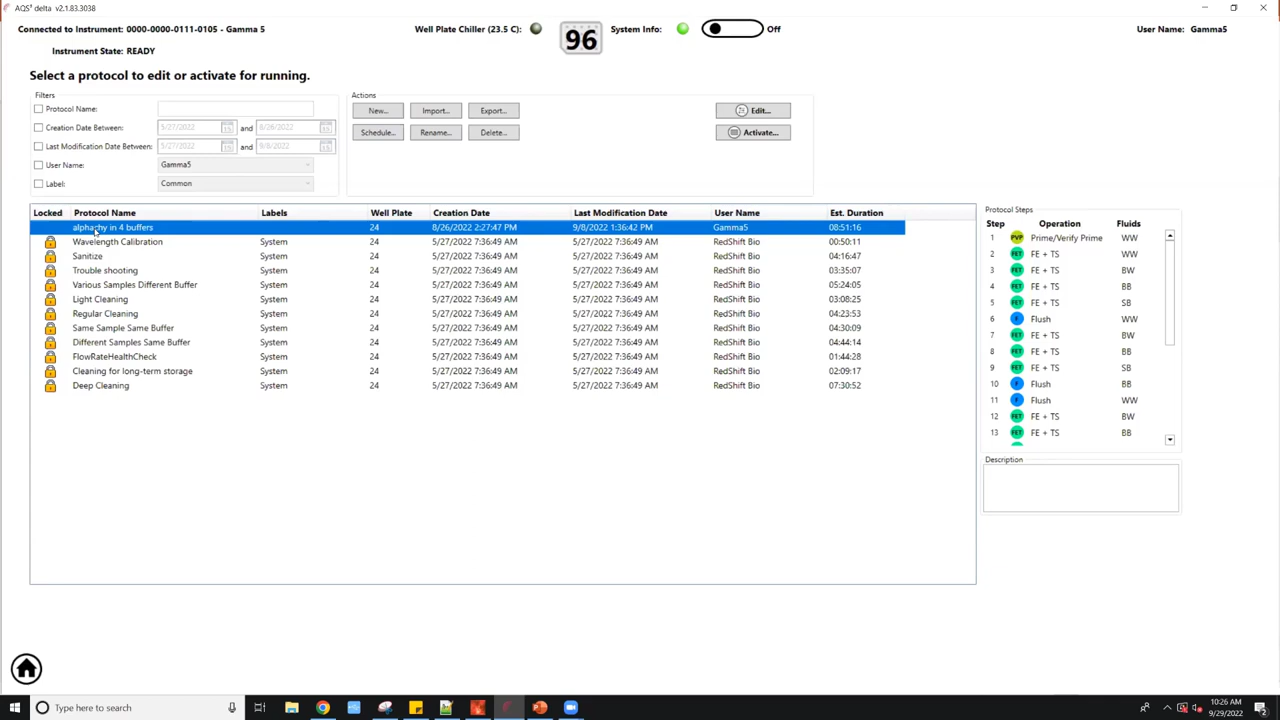 AQS³ delta v2.1.83.3038
Connected to Instrument: 0000-0000-0111-0105 - Gamma 5
Well Plate Chiller (23.5 C):
96
System Info:
Off
User Name: Gamma5
Instrument State: READY
Select a protocol to edit or activate for running.
Filters
Protocol Name:
Creation Date Between: 5/27/2022 15 and 8/26/2022 15
Last Modification Date Between: 5/27/2022 15 and 9/8/2022 15
User Name: Gamma5
Label: Common
Actions
New... Import... Export... Edit...
Schedule... Rename... Delete... Activate...
Locked Protocol Name Labels Well Plate Creation Date Last Modification Date User Name Est. Duration
in 4 buffers 24 8/26/2022 2:27:47 PM 9/8/2022 1:36:42 PM Gamma5 08:51:16
Wavelength Calibration System 24 5/27/2022 7:36:49 AM 5/27/2022 7:36:49 AM RedShift Bio 00:50:11
Sanitize System 24 5/27/2022 7:36:49 AM 5/27/2022 7:36:49 AM RedShift Bio 04:16:47
Trouble shooting System 24 5/27/2022 7:36:49 AM 5/27/2022 7:36:49 AM RedShift Bio 03:35:07
Various Samples Different Buffer System 24 5/27/2022 7:36:49 AM 5/27/2022 7:36:49 AM RedShift Bio 05:24:05
Light Cleaning System 24 5/27/2022 7:36:49 AM 5/27/2022 7:36:49 AM RedShift Bio 03:08:25
Regular Cleaning System 24 5/27/2022 7:36:49 AM 5/27/2022 7:36:49 AM RedShift Bio 04:23:53
Same Sample Same Buffer System 24 5/27/2022 7:36:49 AM 5/27/2022 7:36:49 AM RedShift Bio 04:30:09
Different Samples Same Buffer System 24 5/27/2022 7:36:49 AM 5/27/2022 7:36:49 AM RedShift Bio 04:44:14
FlowRateHealthCheck System 24 5/27/2022 7:36:49 AM 5/27/2022 7:36:49 AM RedShift Bio 01:44:28
Cleaning for long-term storage System 24 5/27/2022 7:36:49 AM 5/27/2022 7:36:49 AM RedShift Bio 02:09:17
Deep Cleaning System 24 5/27/2022 7:36:49 AM 5/27/2022 7:36:49 AM RedShift Bio 07:30:52
Protocol Steps
Step Operation Fluids
1 PVP Prime/Verify Prime WW
2 FET FE + TS WW
3 FET FE + TS BW
4 FET FE + TS BB
5 FET FE + TS SB
6 F Flush WW
7 FET FE + TS BW
8 FET FE + TS BB
9 FET FE + TS SB
10 F Flush BB
11 F Flush WW
12 FET FE + TS BW
13 FET FE + TS BB
Description
Type here to search
10:26 AM
9/29/2022
2